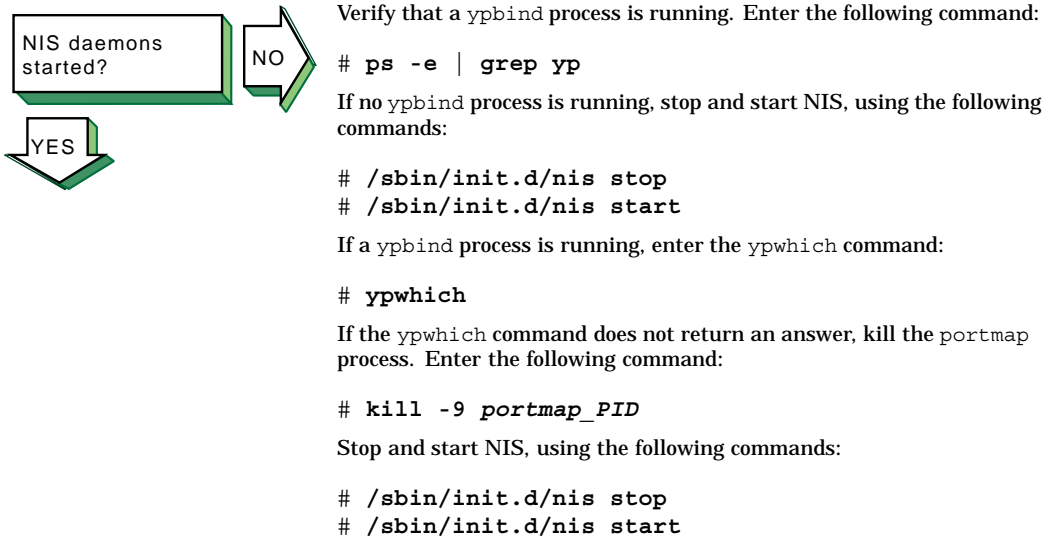 NIS daemons
started?
NO
YES
Verify that a ypbind process is running. Enter the following command:
# ps -e | grep yp
If no ypbind process is running, stop and start NIS, using the following
commands:
# /sbin/init.d/nis stop
# /sbin/init.d/nis start
If a ypbind process is running, enter the ypwhich command:
# ypwhich
If the ypwhich command does not return an answer, kill the portmap
process. Enter the following command:
# kill -9 portmap_PID
Stop and start NIS, using the following commands:
# /sbin/init.d/nis stop
# /sbin/init.d/nis start